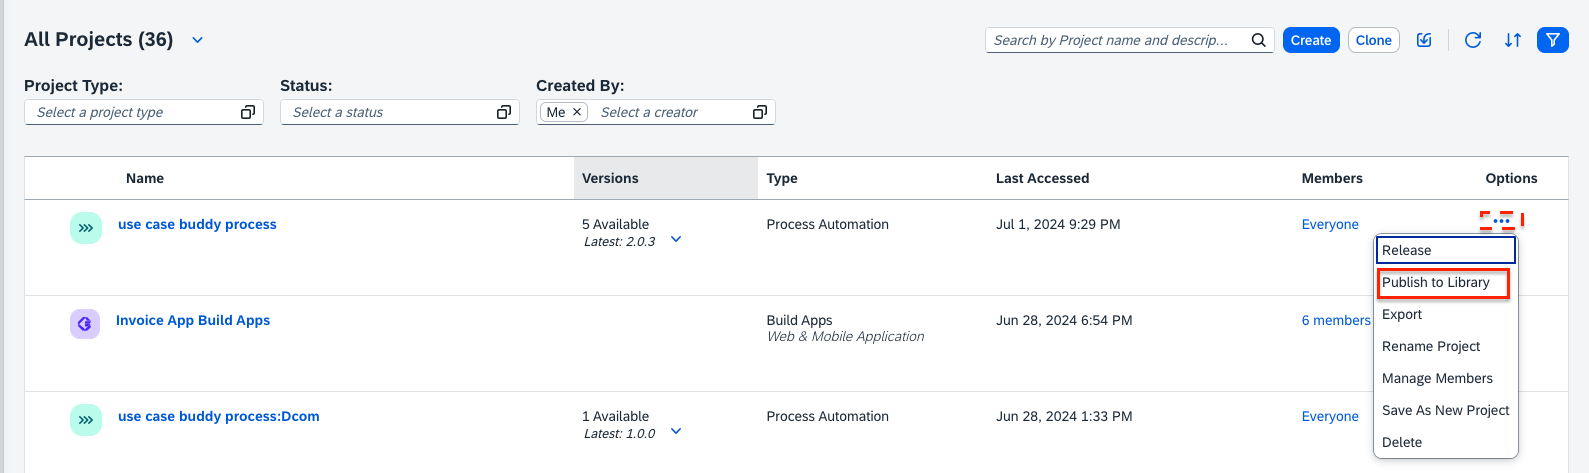 All Projects (36)
Search by Project name and descrip...
Create
Clone
Project Type:
Status:
Created By:
Select a project type
Select a status
Me
Select a creator
Name
Versions
Type
Last Accessed
Members
Options
use case buddy process
5 Available
Latest: 2.0.3
Process Automation
Jul 1, 2024 9:29 PM
Everyone
Release
Publish to Library
Export
Rename Project
Manage Members
Save As New Project
Delete
Invoice App Build Apps
Build Apps
Web & Mobile Application
Jun 28, 2024 6:54 PM
6 members
use case buddy process:Dcom
1 Available
Latest: 1.0.0
Process Automation
Jun 28, 2024 1:33 PM
Everyone